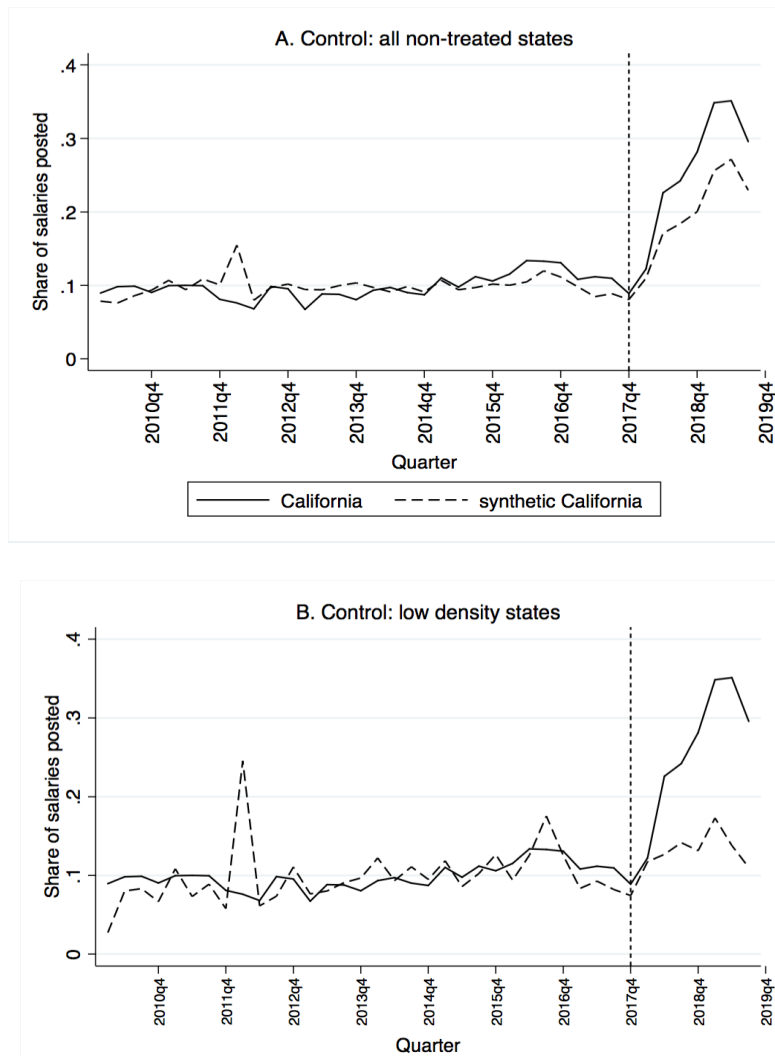 A. Control: all non-treated states
Share of salaries posted
.4
.3
.2
.1
0
2010q4
2011q4
2012q4
2013q4
2014q4
2015q4
2016q4
2017q4
2018q4
2019q4
Quarter
California
synthetic California
B. Control: low density states
Share of salaries posted
.4
.3
.2
.1
0
2010q4
2011q4
2012q4
2013q4
2014q4
2015q4
2016q4
2017q4
2018q4
2019q4
Quarter